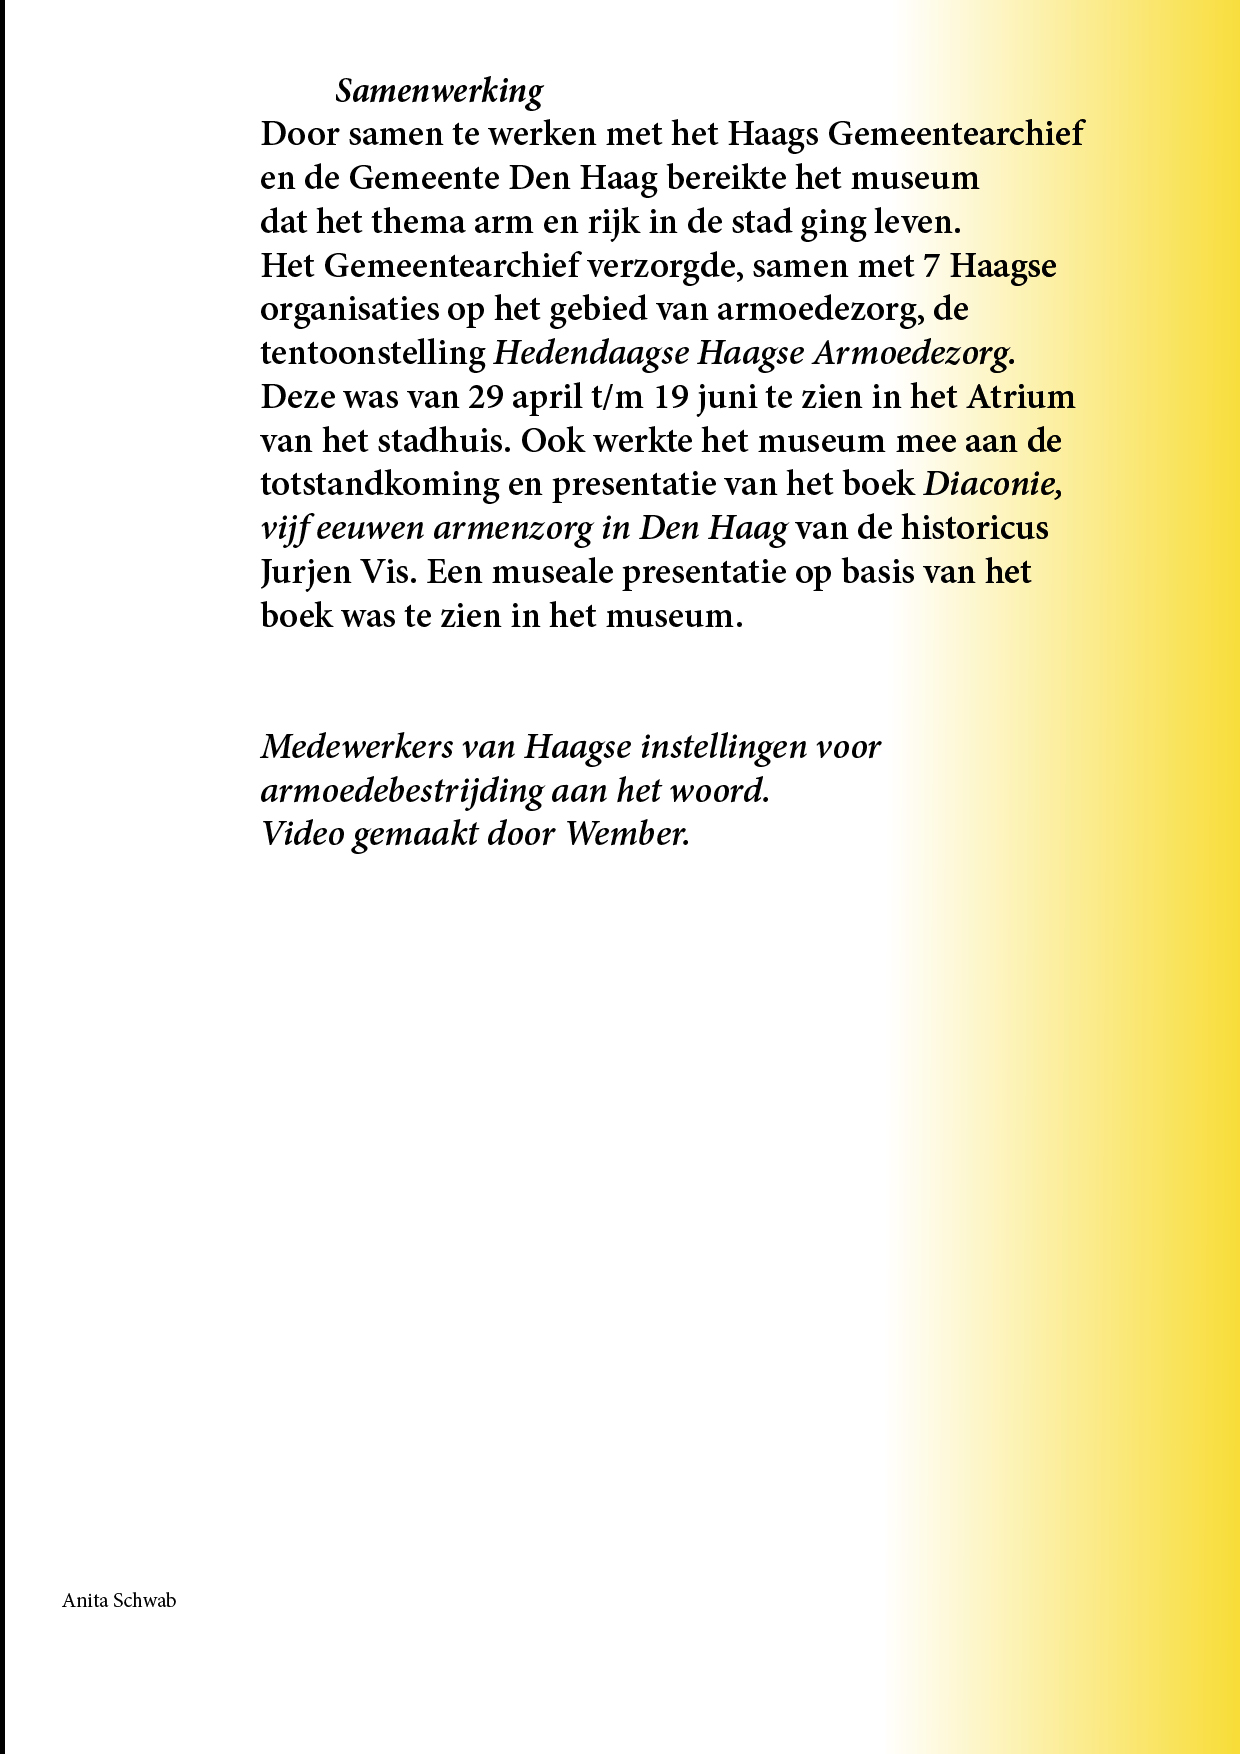 Samenwerking
Door samen te werken met het Haags Gemeentearchief
en de Gemeente Den Haag bereikte het museum
dat het thema arm en rijk in de stad ging leven.
Het Gemeentearchief verzorgde, samen met 7 Haagse
organisaties op het gebied van armoedezorg, de
tentoonstelling Hedendaagse Haagse Armoedezorg.
Deze was van 29 april t/m 19 juni te zien in het Atrium
van het stadhuis. Ook werkte het museum mee aan de
totstandkoming en presentatie van het boek Diaconie,
vijf eeuwen armenzorg in Den Haag van de historicus
Jurjen Vis. Een museale presentatie op basis van het
boek was te zien in het museum.
Medewerkers van Haagse instellingen voor
armoedebestrijding aan het woord.
Video gemaakt door Wember.
Anita Schwab